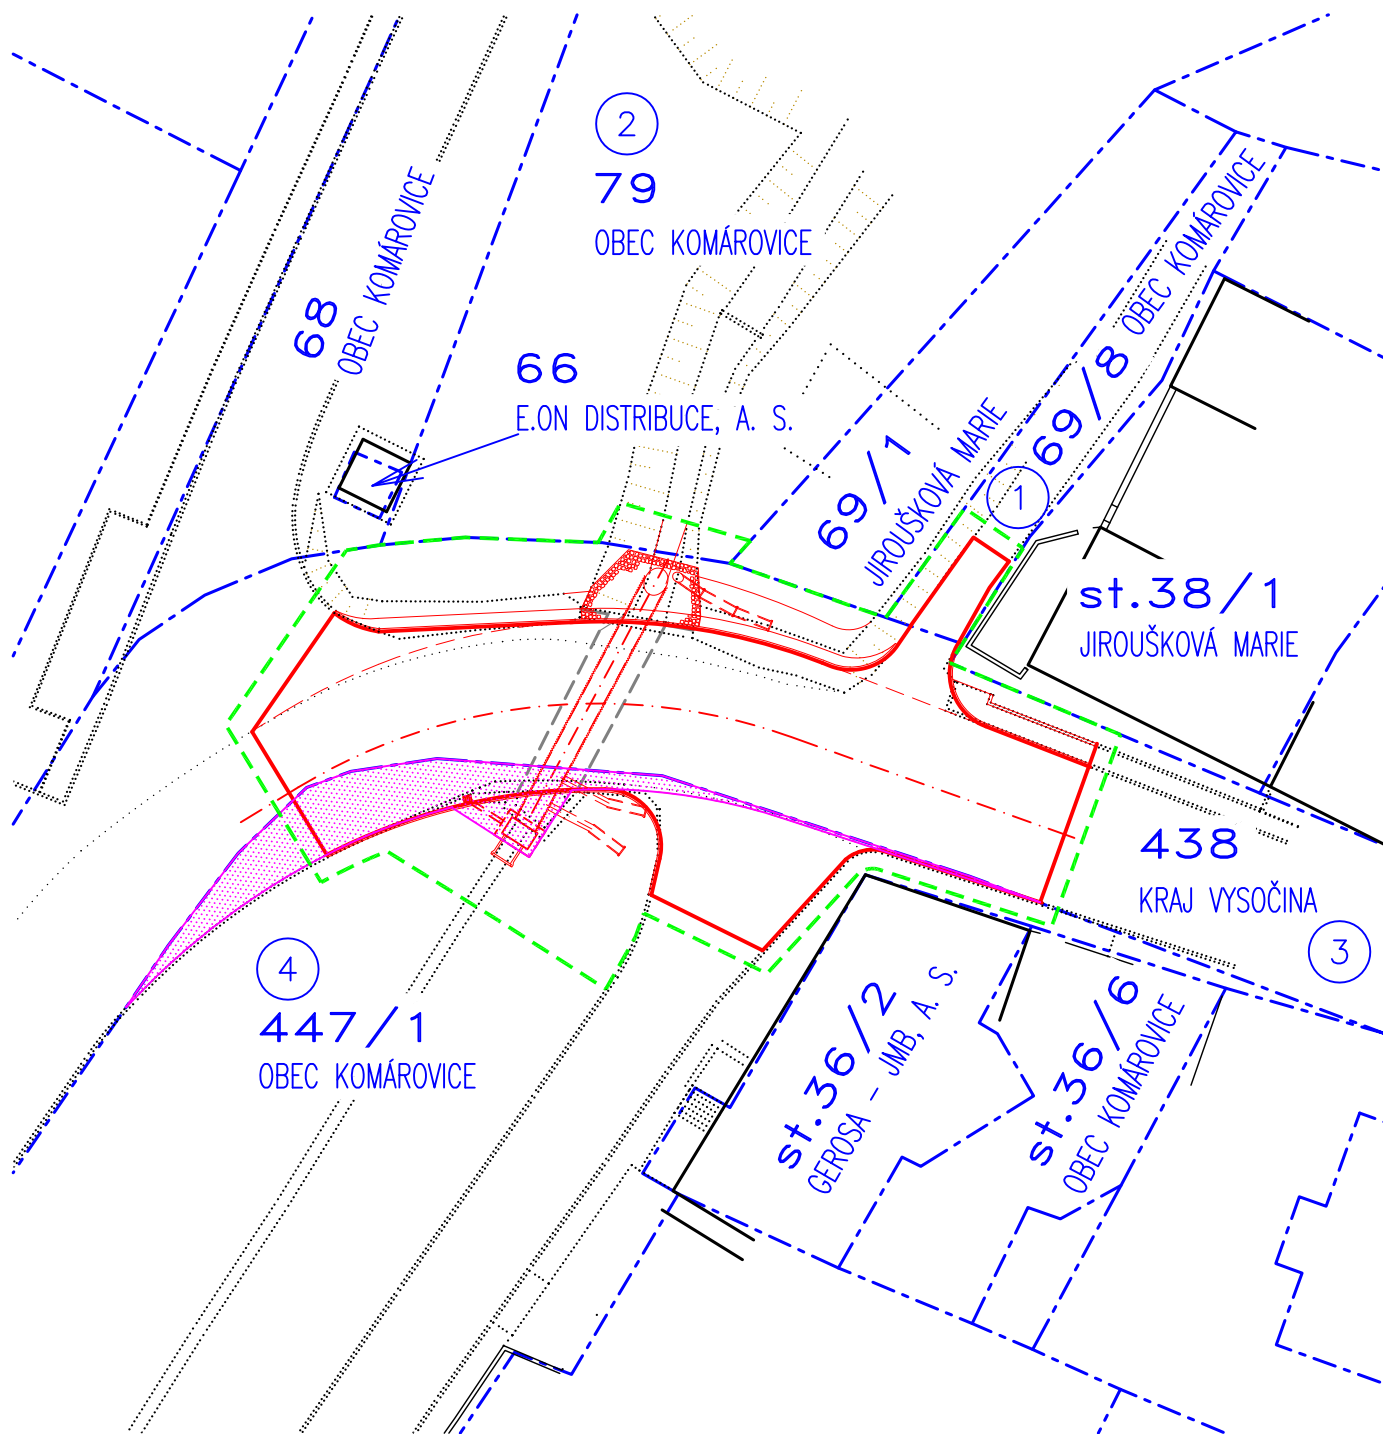 2
79
OBEC KOMÁROVICE
68
OBEC KOMÁROVICE
66
E.ON DISTRIBUCE, A. S.
69/1
JIROUŠKOVÁ MARIE
1
69/8
OBEC KOMÁROVICE
st.38/1
JIROUŠKOVÁ MARIE
438
KRAJ VYSOČINA
3
4
447/1
OBEC KOMÁROVICE
st.36/2
GEROSA - JMB, A. S.
st.36/6
OBEC KOMÁROVICE